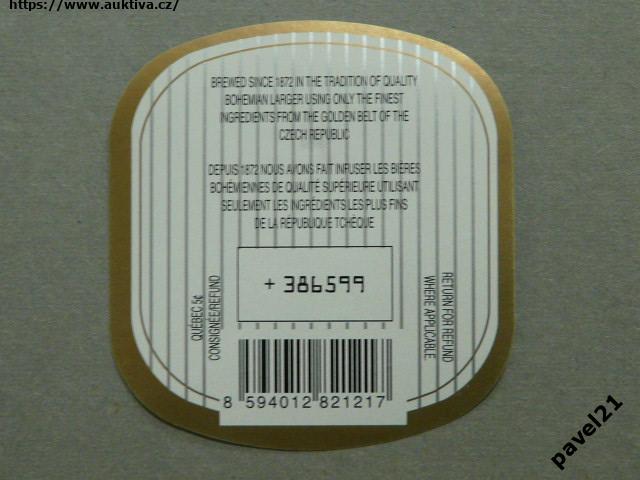 https://www.auktiva.cz/
BREWED SINCE 1872 IN THE TRADITION OF QUALITY
BOHEMIAN LARGER USING ONLY THE FINEST
INGREDIENTS FROM THE GOLDEN BELT OF THE
CZECH REPUBLIC
DEPUIS 1872 NOUS AVONS FAIT INFUSER LES BIÈRES
BOHÉMIENNES DE QUALITÉ SUPÉRIEURE UTILISANT
SEULEMENT LES INGRÉDIENTS LES PLUS FINS
DE LA RÉPUBLIQUE TCHÈQUE
+ 386599
QUÉBEC 5¢
CONSIGNÉE/REFUND
RETURN FOR REFUND
WHERE APPLICABLE
8 594012 821217
pavel21